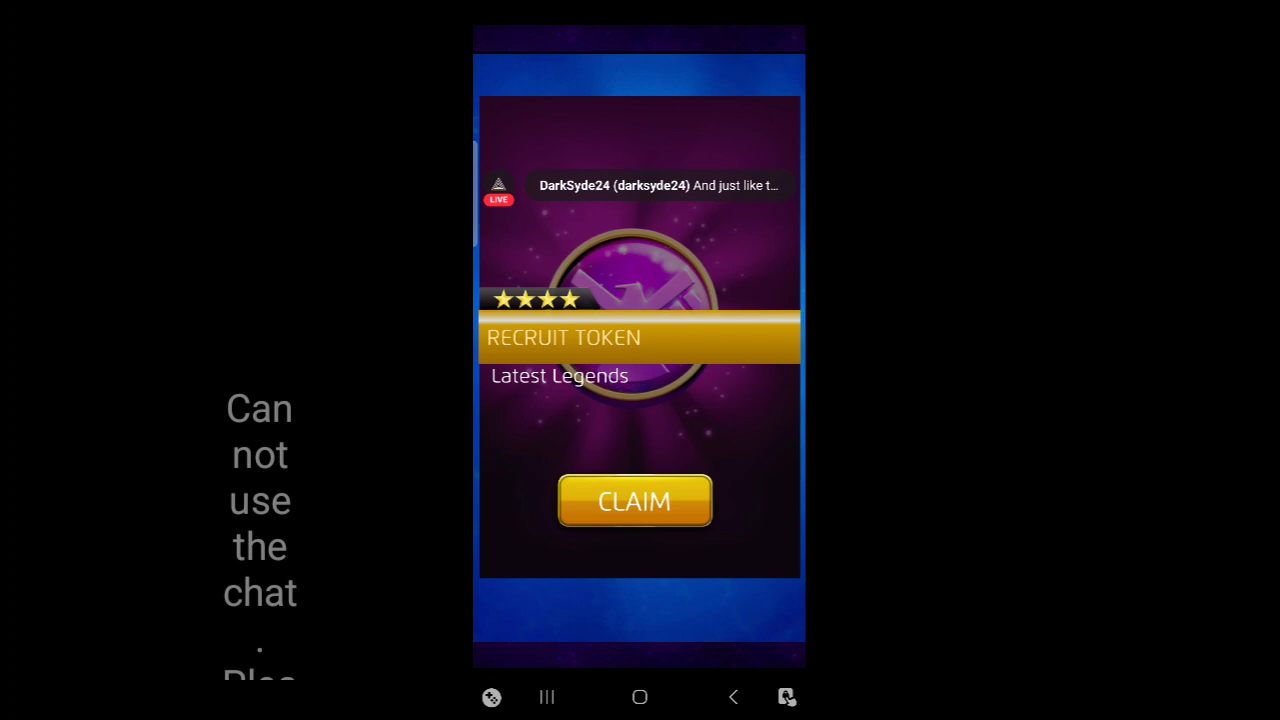 DarkSyde24 (darksyde24) And just like t...
LIVE
RECRUIT TOKEN
Latest Legends
CLAIM
Can
not
use
the
chat
.